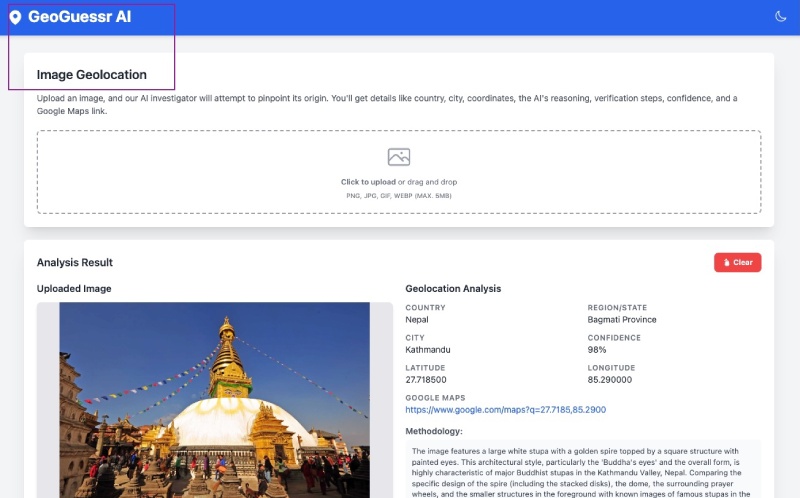 GeoGuessr AI
Image Geolocation
Upload an image, and our AI investigator will attempt to pinpoint its origin. You'll get details like country, city, coordinates, the AI's reasoning, verification steps, confidence, and a
Google Maps link.
Click to upload or drag and drop
PNG, JPG, GIF, WEBP (MAX. 5MB)
Analysis Result
Clear
Uploaded Image
Geolocation Analysis
COUNTRY
Nepal
REGION/STATE
Bagmati Province
CITY
Kathmandu
CONFIDENCE
98%
LATITUDE
27.718500
LONGITUDE
85.290000
GOOGLE MAPS
https://www.google.com/maps?q=27.7185,85.2900
Methodology:
The image features a large white stupa with a golden spire topped by a square structure with
painted eyes. This architectural style, particularly the 'Buddha's eyes' and the overall form, is
highly characteristic of major Buddhist stupas in the Kathmandu Valley, Nepal. Comparing the
specific design of the spire (including the stacked disks), the dome, the surrounding prayer
wheels, and the smaller structures in the foreground with known images of famous stupas in the